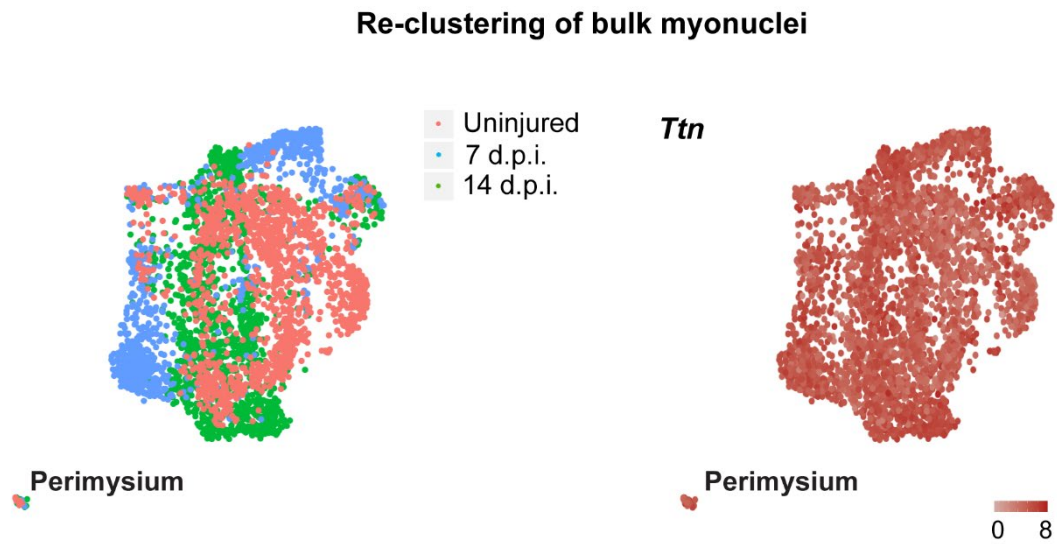 Re-clustering of bulk myonuclei
Uninjured
7 d.p.i.
14 d.p.i.
Ttn
Perimysium
Perimysium
0 8